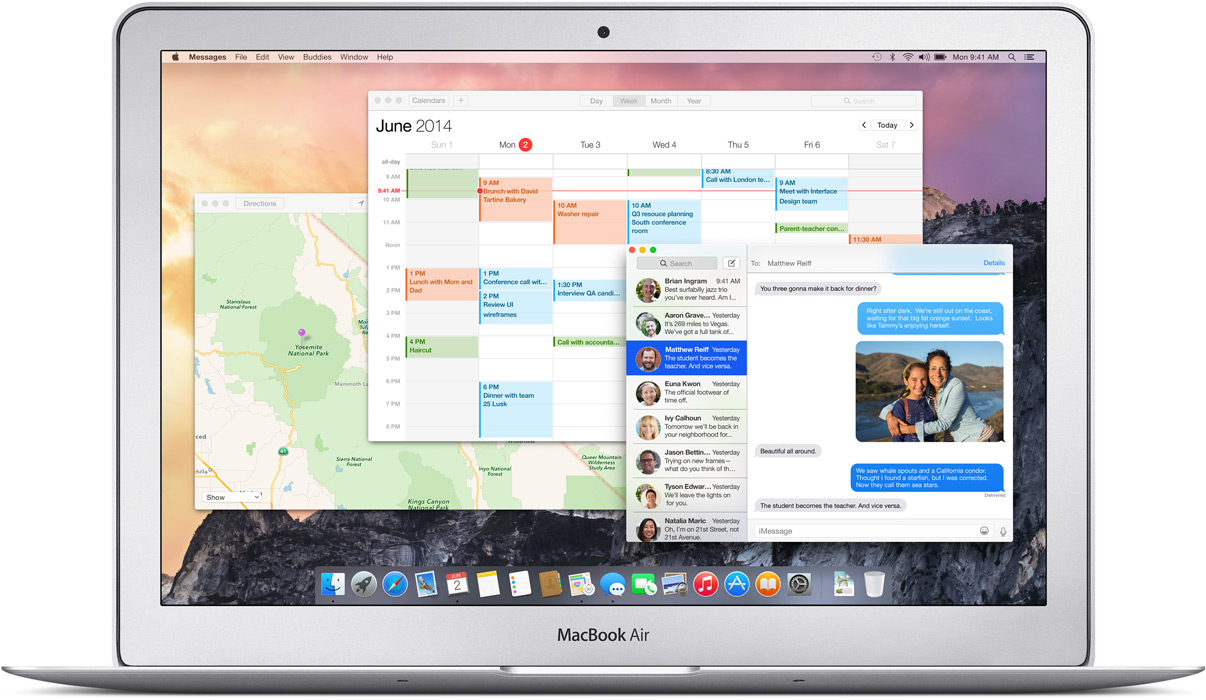 Messages File Edit View Buddies Window Help
Mon 9:41 AM
Calendars +
Day Week Month Year
Search
June 2014
Today
Sun 1 Mon 2 Tue 3 Wed 4 Thu 5 Fri 6 Sat 7
all-day
9 AM
9:41 AM
10 AM
11 AM
Noon
1 PM
2 PM
3 PM
4 PM
5 PM
6 PM
7 PM
8 PM
1 PM
Lunch with Mom and
Dad
4 PM
Haircut
9 AM
Brunch with David
Tartine Bakery
1 PM
Conference call wit...
2 PM
Review UI
wireframes
6 PM
Dinner with team
25 Lusk
10 AM
Washer repair
1:30 PM
Interview QA candi...
Call with accounta...
10 AM
Q3 resouce planning
South conference
room
8:30 AM
Call with London te...
9 AM
Meet with Interface
Design team
Parent-teacher con...
11:30 AM
Directions
Stanislaus
National Forest
Yosemite
National Park
Mammoth La
41
Sierra National
Forest
Inyo National
Forest
Queen Mountain
Wilderness
Study Area
Kings Canyon
National Park
Show
Search
Brian Ingram 9:41 AM
Best surfabilly jazz trio
you've ever heard. Am I...
Aaron Grave... Yesterday
It's 269 miles to Vegas.
We've got a full tank of...
Matthew Reiff Yesterday
The student becomes the
teacher. And vice versa.
Euna Kwon Yesterday
The official footwear of
time off.
Ivy Calhoun Yesterday
Tomorrow we'll be back in
your neighborhood for...
Jason Bettin... Yesterday
Trying on new frames—
what do you think of th...
Tyson Edwar... Yesterday
We'll leave the lights on
for you.
Natalia Maric Yesterday
Oh, I'm on 21st Street, not
21st Avenue.
To: Matthew Reiff
Details
You three gonna make it back for dinner?
Right after dark. We're still out on the coast,
waiting for that big fat orange sunset. Looks
like Tammy's enjoying herself.
Beautiful all around.
We saw whale spouts and a California condor.
Thought I found a starfish, but I was corrected.
Now they call them sea stars.
Delivered
The student becomes the teacher. And vice versa.
iMessage
JUN
2
MacBook Air